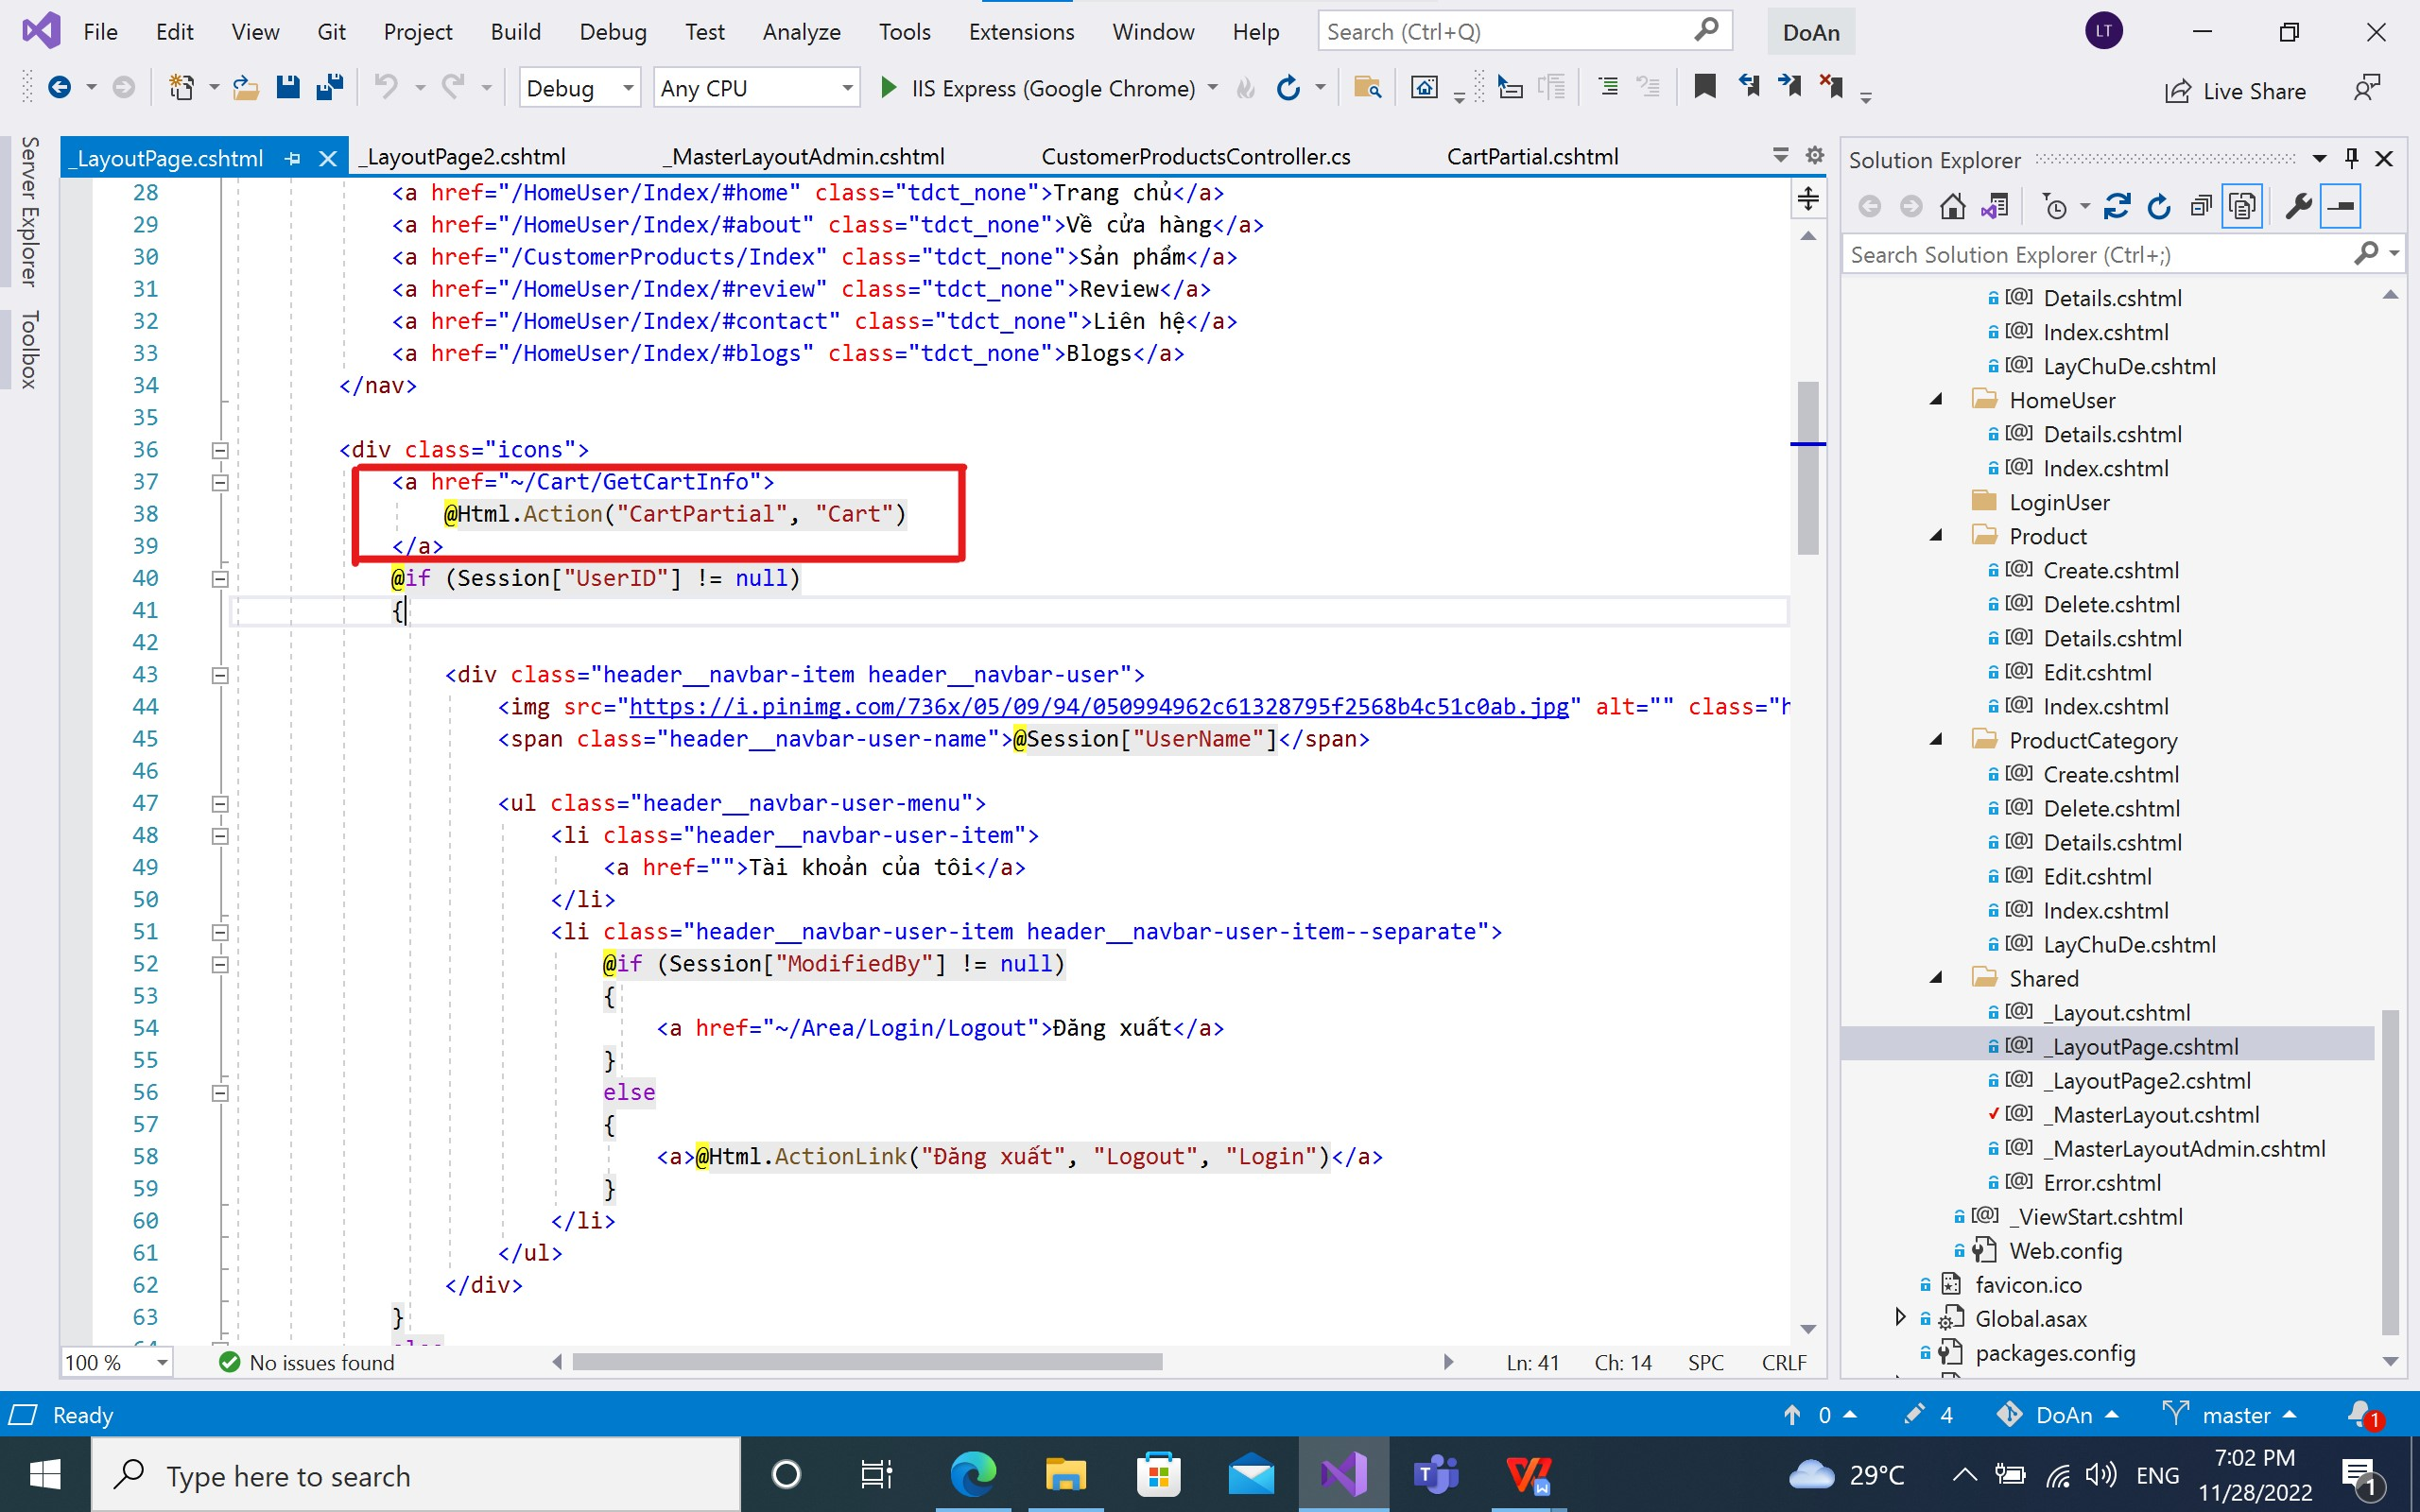 File Edit View Git Project Build Debug Test Analyze Tools Extensions Window Help Search (Ctrl+Q) DoAn LT
Debug Any CPU IIS Express (Google Chrome) Live Share
Server Explorer
Toolbox
_LayoutPage.cshtml _LayoutPage2.cshtml _MasterLayoutAdmin.cshtml CustomerProductsController.cs CartPartial.cshtml
28 <a href="/HomeUser/Index/#home" class="tdct_none">Trang chủ</a>
29 <a href="/HomeUser/Index/#about" class="tdct_none">Về cửa hàng</a>
30 <a href="/CustomerProducts/Index" class="tdct_none">Sản phẩm</a>
31 <a href="/HomeUser/Index/#review" class="tdct_none">Review</a>
32 <a href="/HomeUser/Index/#contact" class="tdct_none">Liên hệ</a>
33 <a href="/HomeUser/Index/#blogs" class="tdct_none">Blogs</a>
34 </nav>
35
36 <div class="icons">
37 <a href="~/Cart/GetCartInfo">
38 @Html.Action("CartPartial", "Cart")
39 </a>
40 @if (Session["UserID"] != null)
41 {
42
43 <div class="header__navbar-item header__navbar-user">
44 <img src="https://i.pinimg.com/736x/05/09/94/050994962c61328795f2568b4c51c0ab.jpg" alt="" class="h
45 <span class="header__navbar-user-name">@Session["UserName"]</span>
46
47 <ul class="header__navbar-user-menu">
48 <li class="header__navbar-user-item">
49 <a href="">Tài khoản của tôi</a>
50 </li>
51 <li class="header__navbar-user-item header__navbar-user-item--separate">
52 @if (Session["ModifiedBy"] != null)
53 {
54 <a href="~/Area/Login/Logout">Đăng xuất</a>
55 }
56 else
57 {
58 <a>@Html.ActionLink("Đăng xuất", "Logout", "Login")</a>
59 }
60 </li>
61 </ul>
62 </div>
63 }
100 % No issues found Ln: 41 Ch: 14 SPC CRLF
Solution Explorer
Search Solution Explorer (Ctrl+;)
Details.cshtml
Index.cshtml
LayChuDe.cshtml
HomeUser
Details.cshtml
Index.cshtml
LoginUser
Product
Create.cshtml
Delete.cshtml
Details.cshtml
Edit.cshtml
Index.cshtml
ProductCategory
Create.cshtml
Delete.cshtml
Details.cshtml
Edit.cshtml
Index.cshtml
LayChuDe.cshtml
Shared
_Layout.cshtml
_LayoutPage.cshtml
_LayoutPage2.cshtml
_MasterLayout.cshtml
_MasterLayoutAdmin.cshtml
Error.cshtml
_ViewStart.cshtml
Web.config
favicon.ico
Global.asax
packages.config
Ready 0 4 DoAn master 1
Type here to search 29°C ENG 7:02 PM
11/28/2022 1